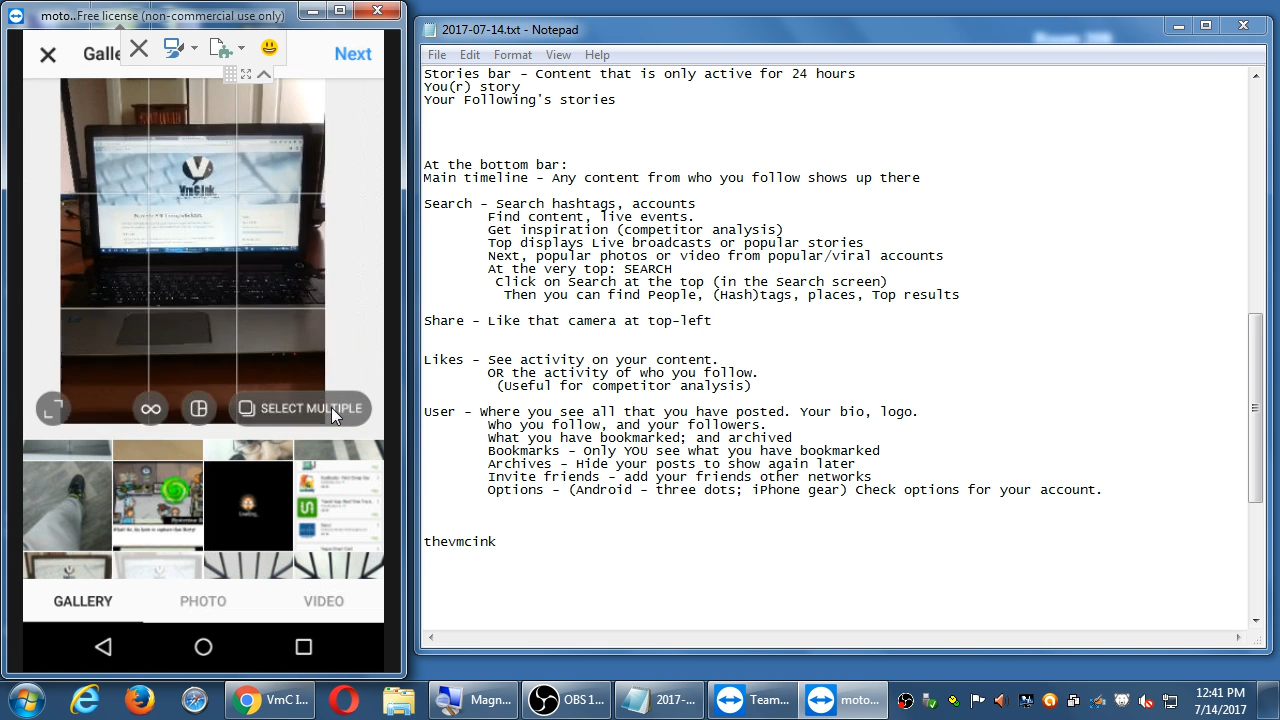 moto..Free license (non-commercial use only)
Galle
Next
VmC Ink
SELECT MULTIPLE
Loading..
GALLERY
PHOTO
VIDEO
2017-07-14.txt - Notepad
File Edit Format View Help
Stories bar - Content that is only active for 24 hours
You(r) story
Your Following's stories
At the bottom bar:
Main timeline - Any content from who you follow shows up there
Search - Search hashtags, accounts
Find content, events.
Get inspiration (competitor analysis)
Top distr - Live broadcasts or popular stories
Next, popular photos or video from popular/viral accounts
At the very top SEARCH
Click on Search at the top (in the Search screen)
Then you can find People, (Hash)tags, places, Top results
Share - Like that camera at top-left
Likes - See activity on your content.
OR the activity of who you follow.
(Useful for competitor analysis)
User - Where you see all that you have posted. Your bio, logo.
Who you follow, and your followers.
What you have bookmarked; and archived
Bookmarks - Only YOU see what you have bookmarked
Archives - Hide your posts to show again later
Invite friends or add your friends other networks
Options - (Android = three dots; iphone gear) Check options for your account.
thevmcink
VmC I...
Magn...
OBS 1...
2017-...
Team...
moto...
12:41 PM
7/14/2017